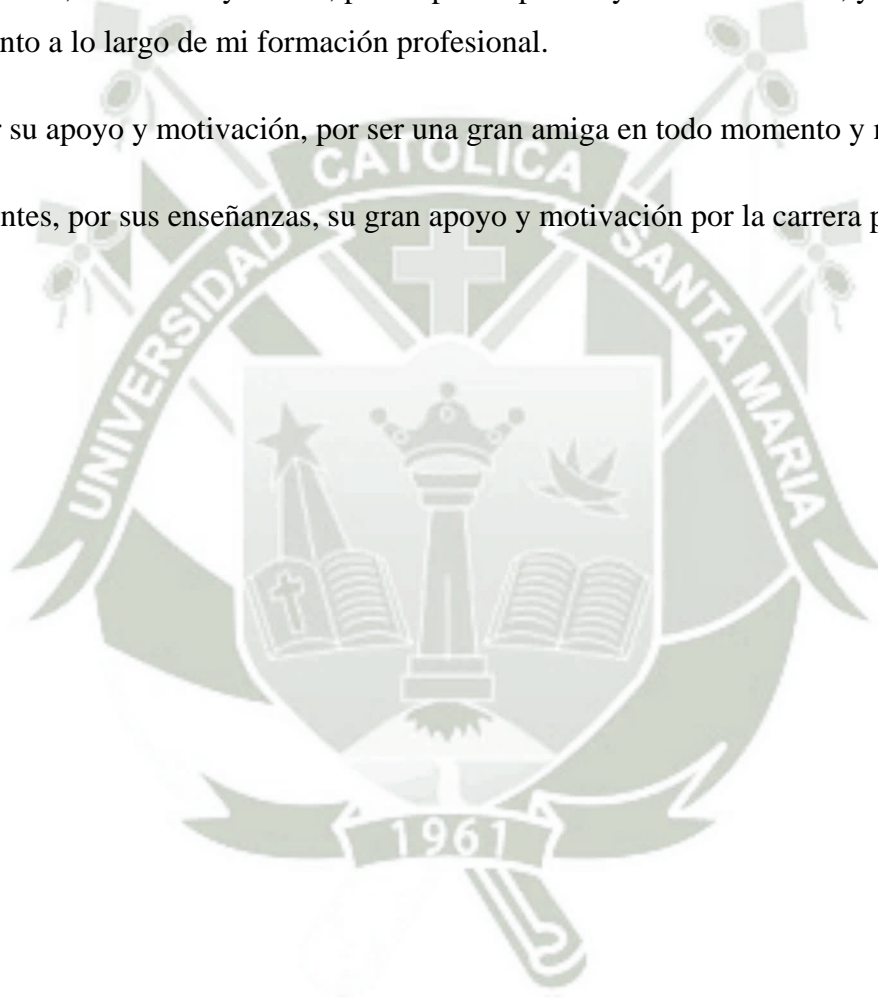 nto a lo largo de mi formación profesional.
su apoyo y motivación, por ser una gran amiga en todo momento y
ntes, por sus enseñanzas, su gran apoyo y motivación por la carrera
UNIVERSIDAD CATOLICA SANTA MARIA
1961